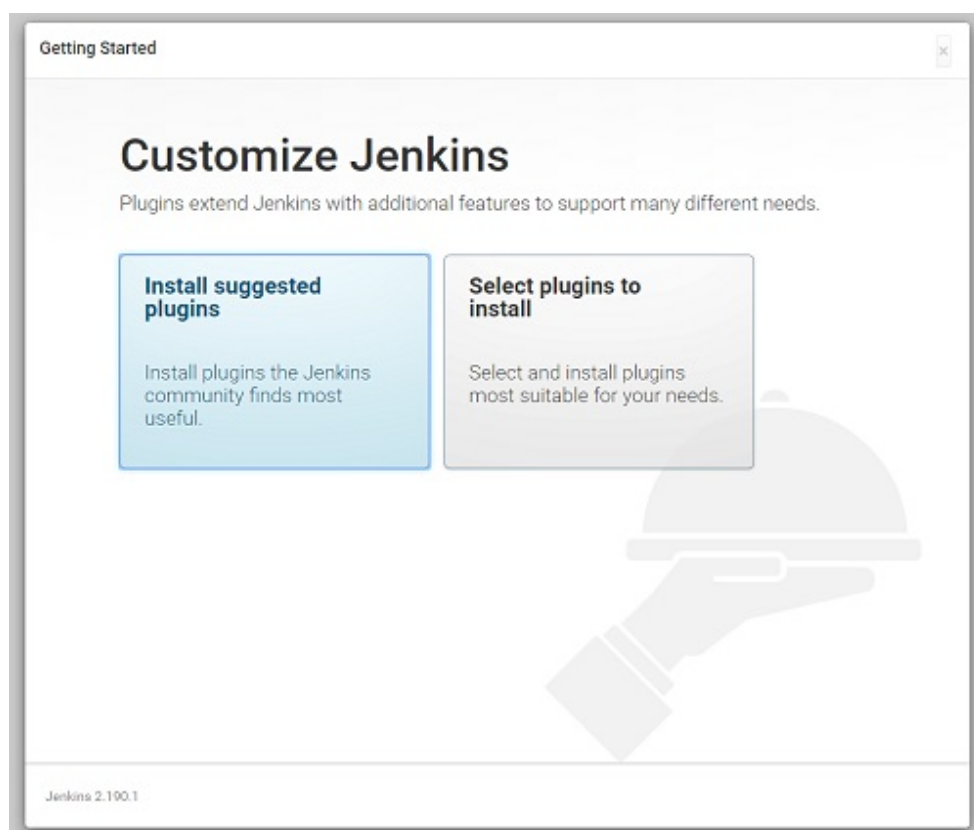 Getting Started
×
Customize Jenkins
Plugins extend Jenkins with additional features to support many different needs.
Install suggested
plugins
Install plugins the Jenkins
community finds most
useful.
Select plugins to
install
Select and install plugins
most suitable for your needs.
Jenkins 2.190.1